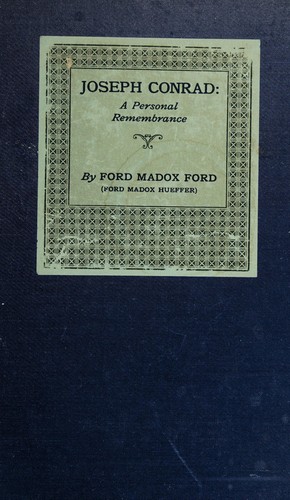 JOSEPH CONRAD:
A Personal
Remembrance
By FORD MADOX FORD
(FORD MADOX HUEFFER)